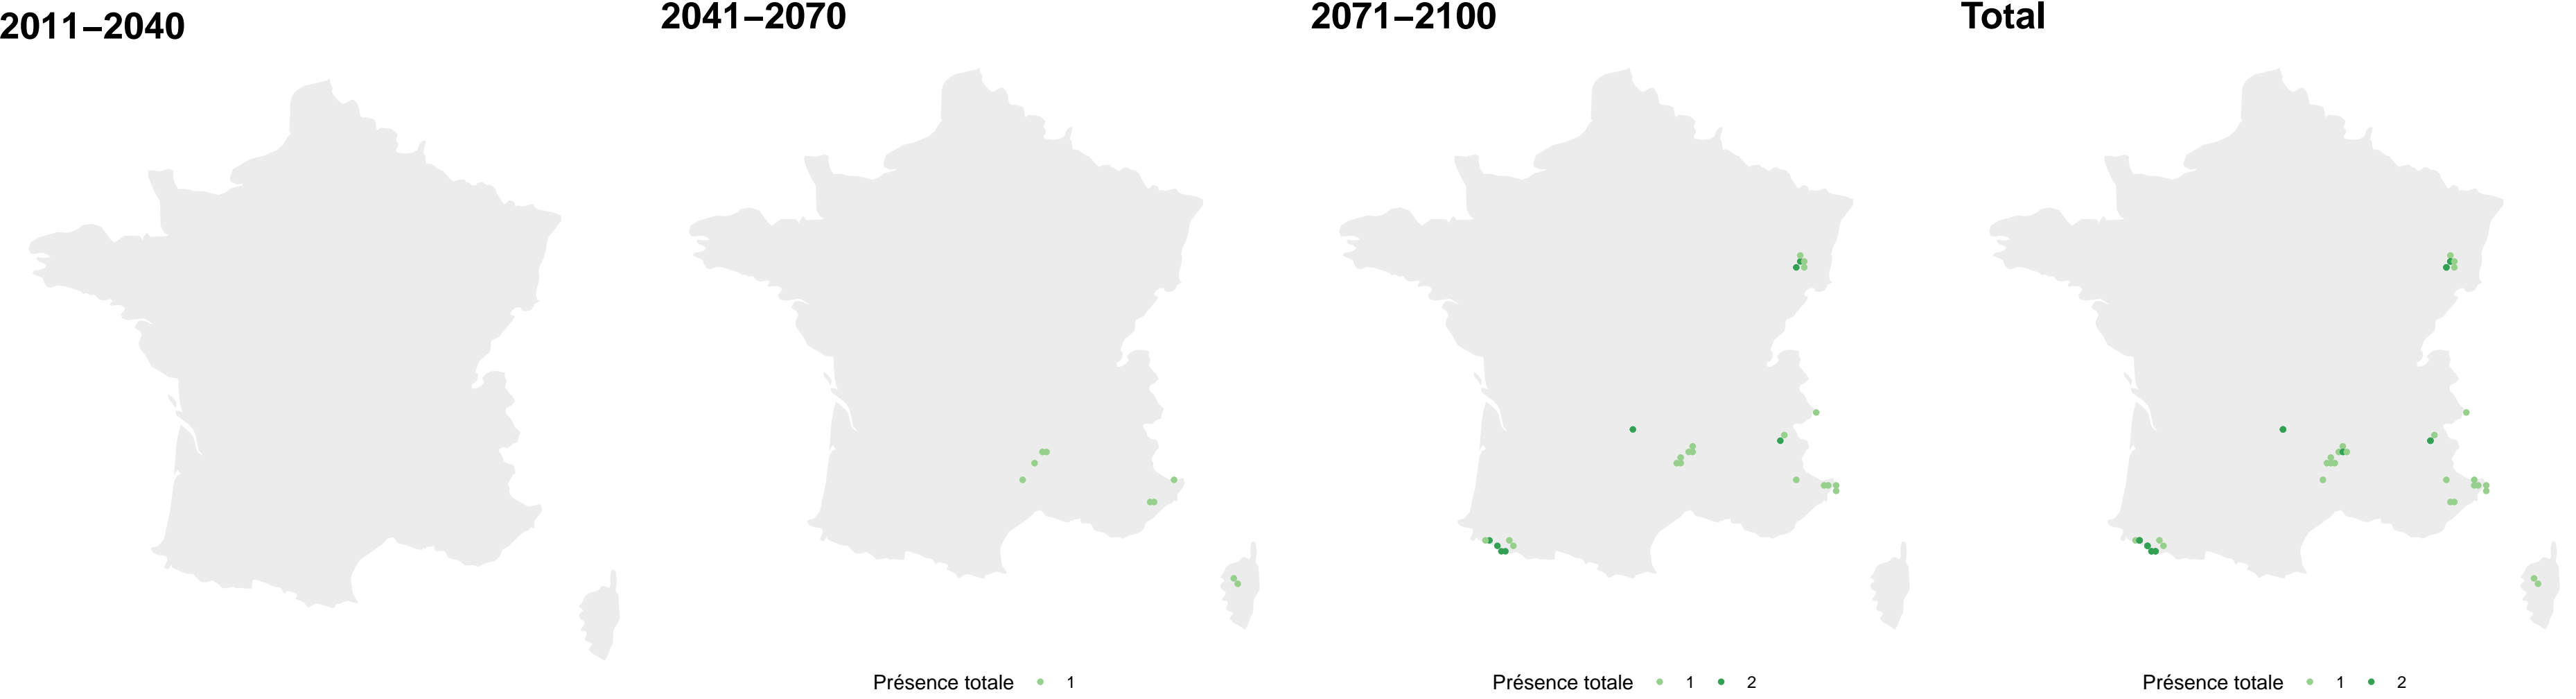 2011–2040
2041–2070
2071–2100
Total
Présence totale 1
Présence totale 1 2
Présence totale 1 2